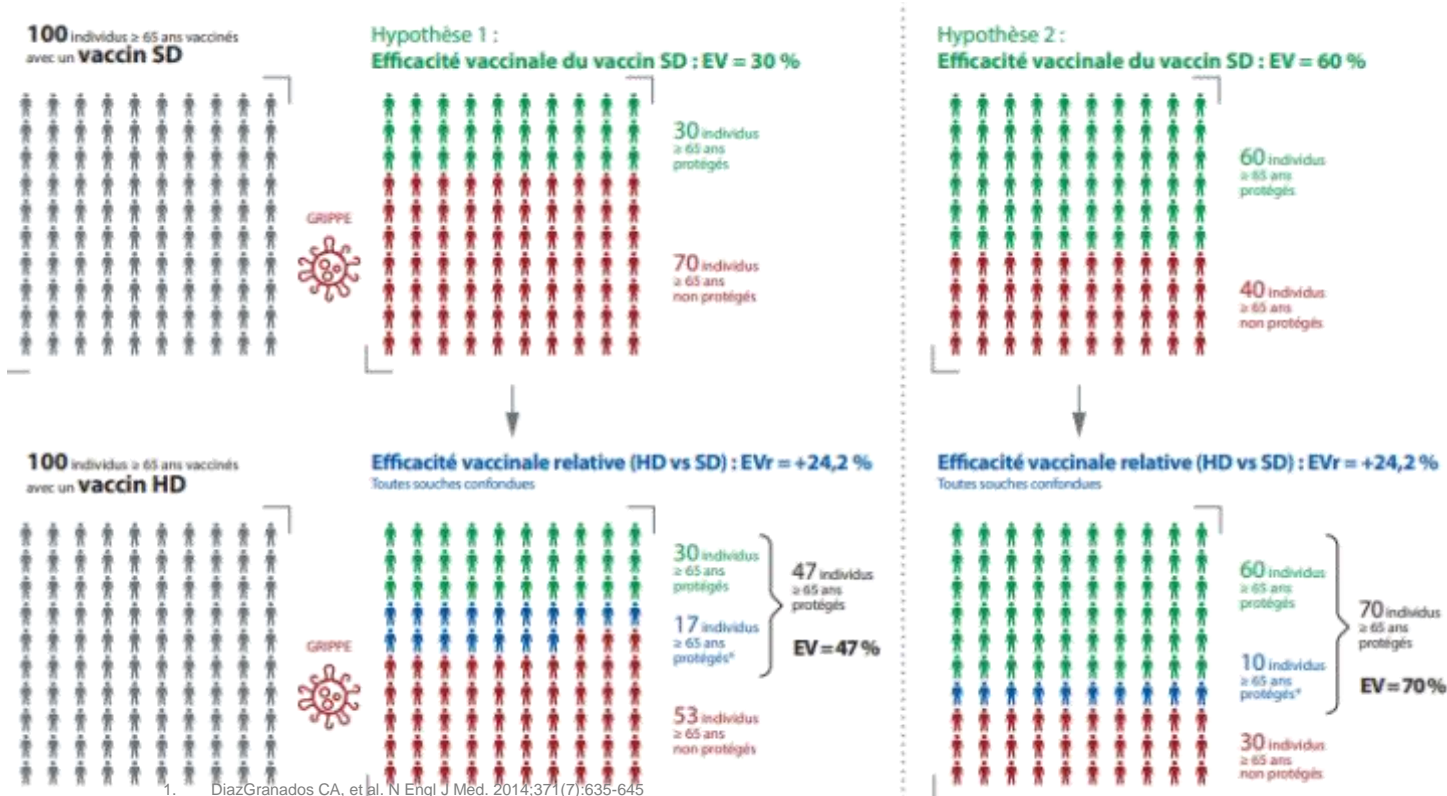 100 individus ≥ 65 ans vaccinés
avec un vaccin SD
Hypothèse 1 :
Efficacité vaccinale du vaccin SD : EV = 30 %
30 individus
≥ 65 ans
protégés
GRIPPE
70 individus
≥ 65 ans
non protégés
Hypothèse 2 :
Efficacité vaccinale du vaccin SD : EV = 60 %
60 individus
≥ 65 ans
protégés
40 individus
≥ 65 ans
non protégés
100 individus ≥ 65 ans vaccinés
avec un vaccin HD
Efficacité vaccinale relative (HD vs SD) : EVr = +24,2 %
Toutes souches confondues
30 individus
≥ 65 ans
protégés
17 individus
≥ 65 ans
protégés*
47 individus
≥ 65 ans
protégés
EV = 47 %
GRIPPE
53 individus
≥ 65 ans
non protégés
Efficacité vaccinale relative (HD vs SD) : EVr = +24,2 %
Toutes souches confondues
60 individus
≥ 65 ans
protégés
10 individus
≥ 65 ans
protégés*
70 individus
≥ 65 ans
protégés
EV = 70 %
30 individus
≥ 65 ans
non protégés
1. DiazGranados CA, et al. N Engl J Med. 2014;371(7):635-645